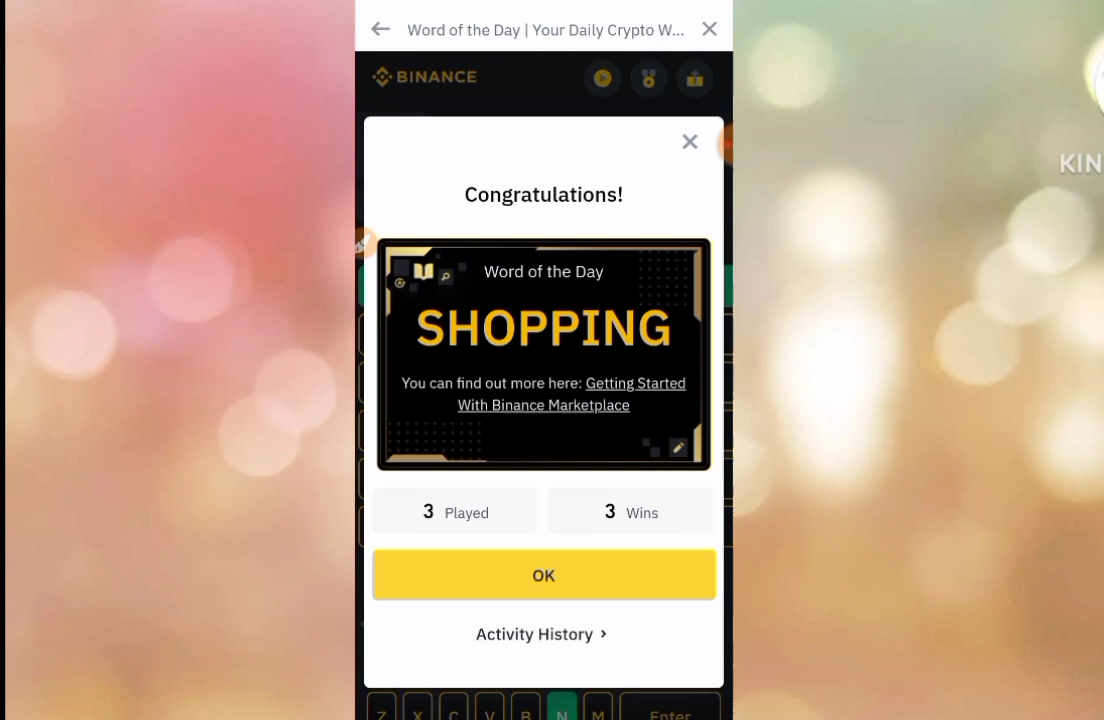 Word of the Day | Your Daily Crypto W...
BINANCE
KIN
Congratulations!
Word of the Day
SHOPPING
You can find out more here: Getting Started
With Binance Marketplace
3 Played
3 Wins
OK
Activity History ›
Z X C V B N M Enter